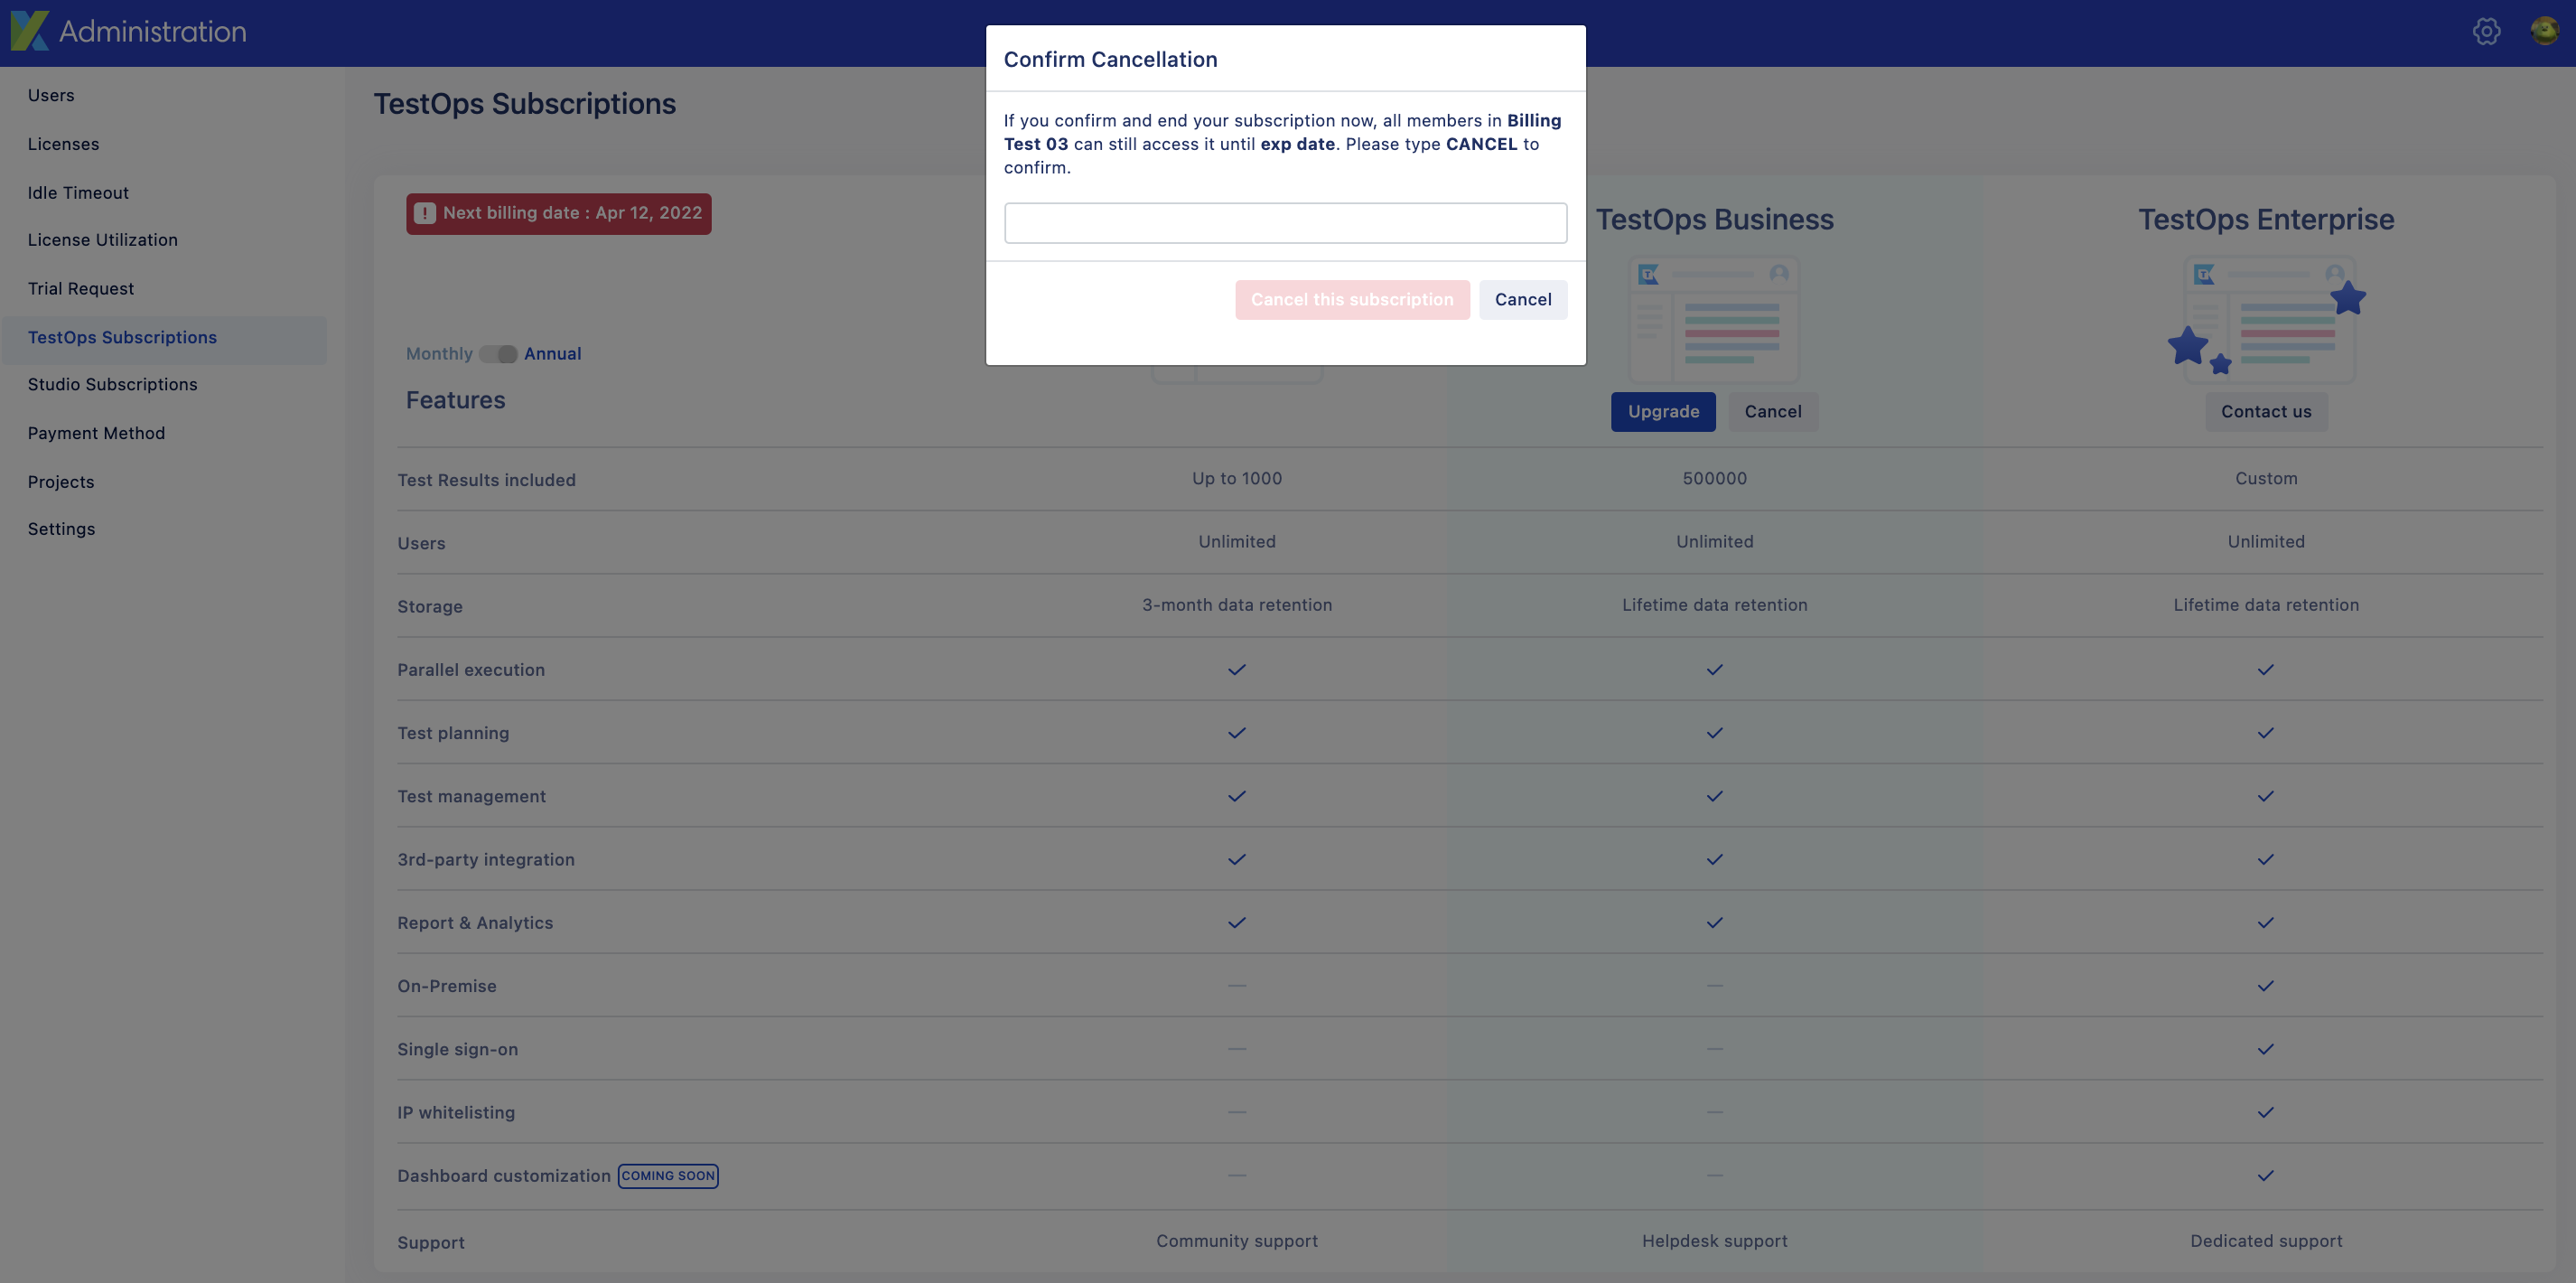 Administration
Users
Licenses
Idle Timeout
License Utilization
Trial Request
TestOps Subscriptions
Studio Subscriptions
Payment Method
Projects
Settings
TestOps Subscriptions
Confirm Cancellation
If you confirm and end your subscription now, all members in Billing
Test 03 can still access it until exp date. Please type CANCEL to
confirm.
Cancel this subscription Cancel
! Next billing date : Apr 12, 2022
Monthly Annual
Features
TestOps Business TestOps Enterprise
T T
Upgrade Cancel Contact us
Test Results included Up to 1000 500000 Custom
Users Unlimited Unlimited Unlimited
Storage 3-month data retention Lifetime data retention Lifetime data retention
Parallel execution
Test planning
Test management
3rd-party integration
Report & Analytics
On-Premise — —
Single sign-on — —
IP whitelisting — —
Dashboard customization COMING SOON — —
Support Community support Helpdesk support Dedicated support